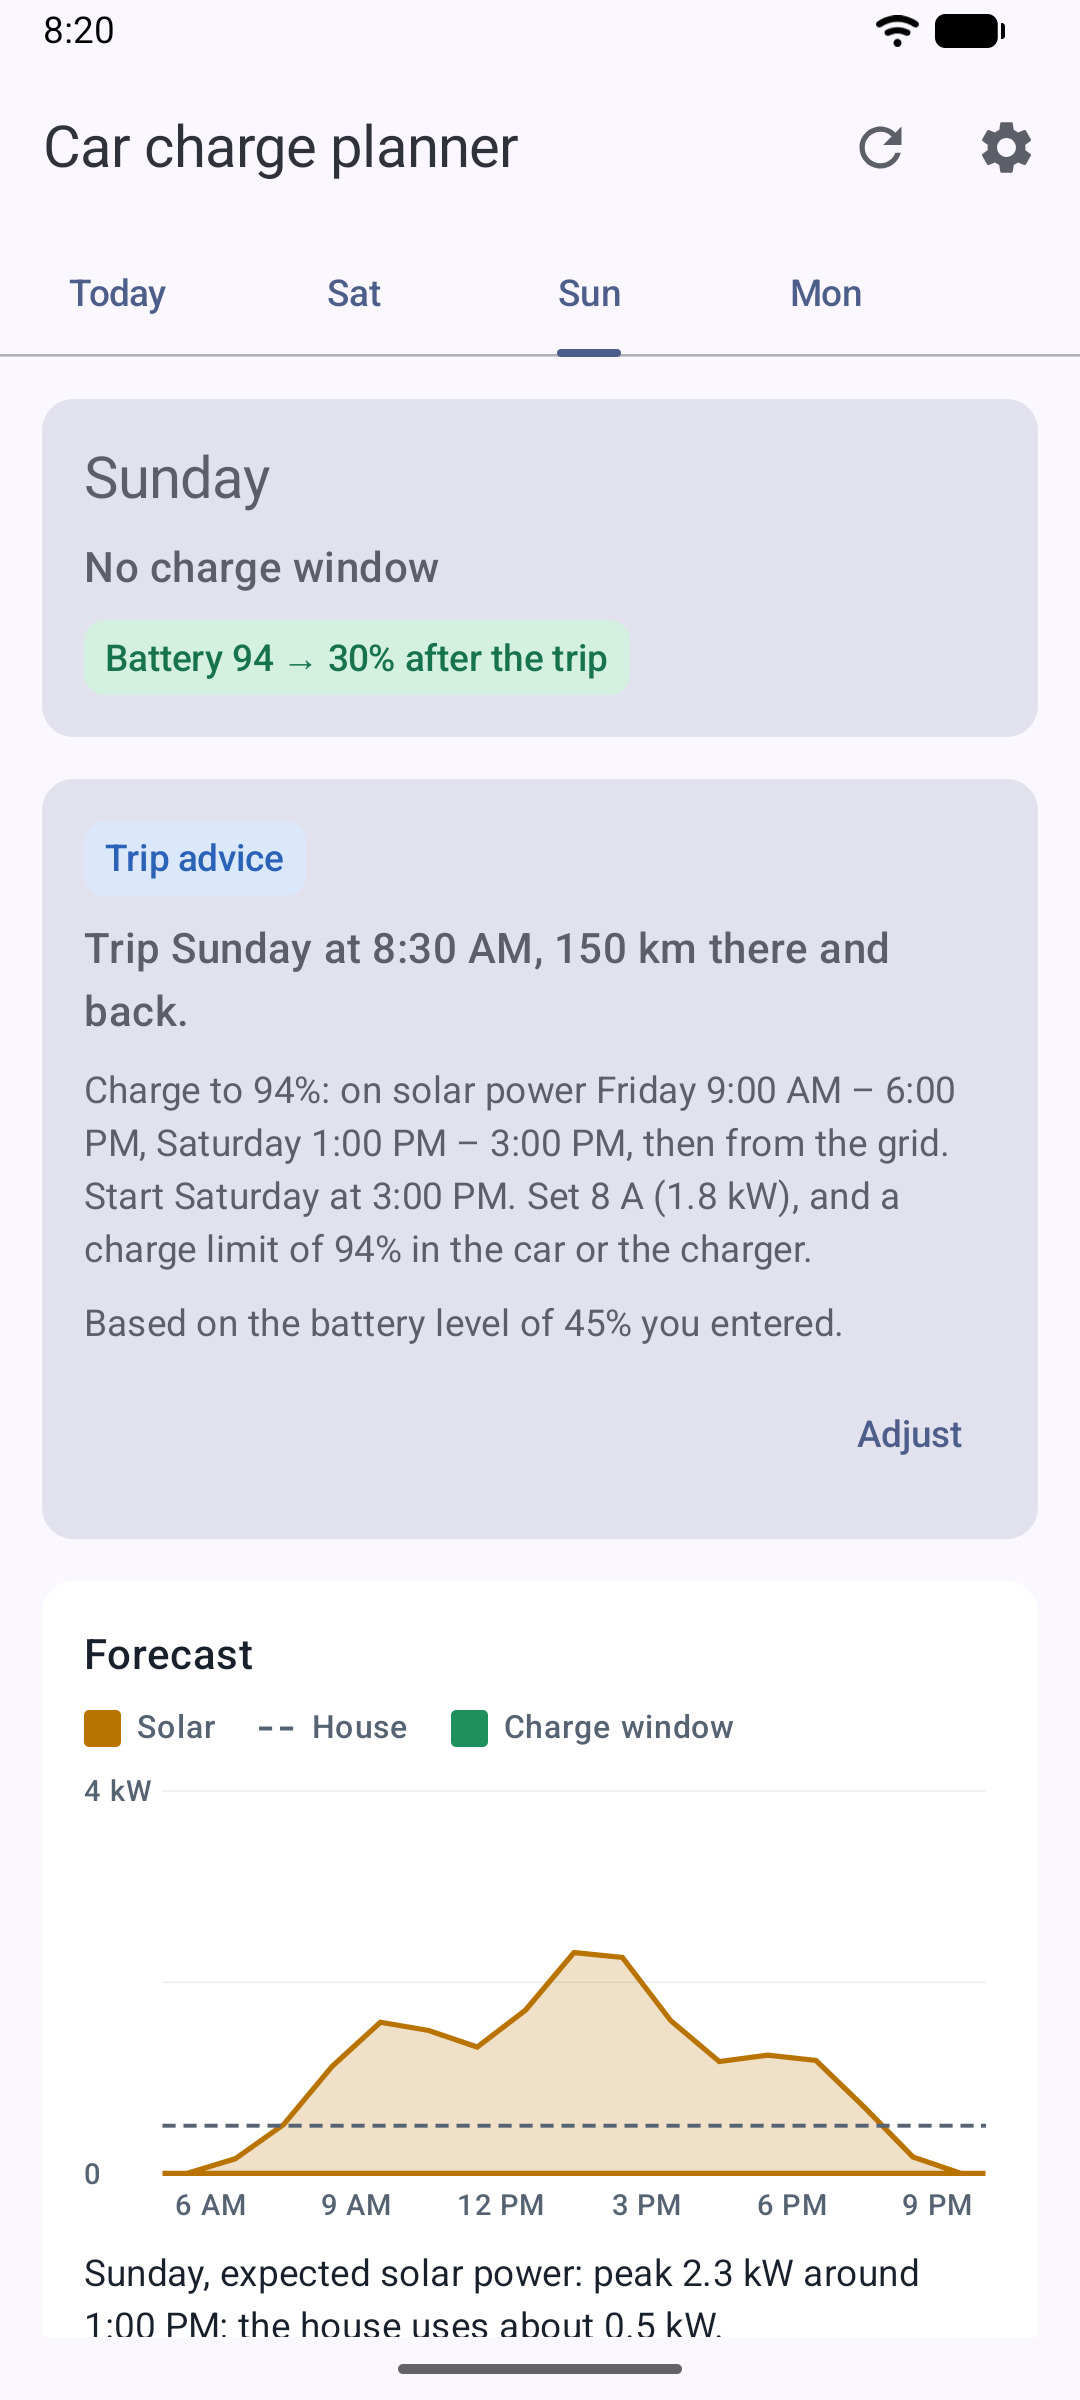 8:20
Car charge planner
Today Sat Sun Mon
Sunday
No charge window
Battery 94 → 30% after the trip
Trip advice
Trip Sunday at 8:30 AM, 150 km there and
back.
Charge to 94%: on solar power Friday 9:00 AM – 6:00
PM, Saturday 1:00 PM – 3:00 PM, then from the grid.
Start Saturday at 3:00 PM. Set 8 A (1.8 kW), and a
charge limit of 94% in the car or the charger.
Based on the battery level of 45% you entered.
Adjust
Forecast
Solar House Charge window
4 kW
0
6 AM 9 AM 12 PM 3 PM 6 PM 9 PM
Sunday, expected solar power: peak 2.3 kW around
1:00 PM; the house uses about 0.5 kW.